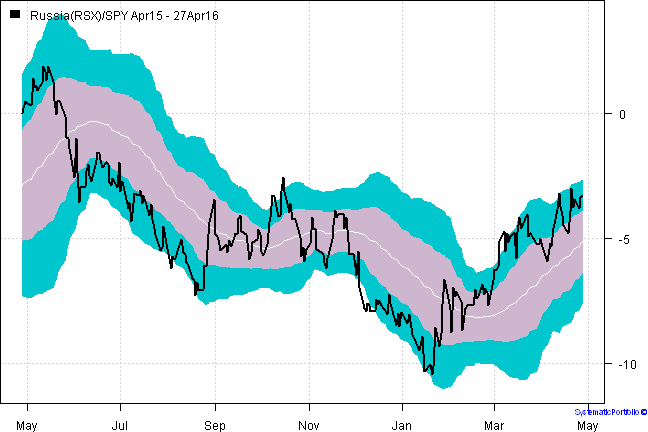 Russia(RSX)/SPY Apr15 - 27Apr16
0
-5
-10
May Jul Sep Nov Jan Mar May
SystematicPortfolio ©